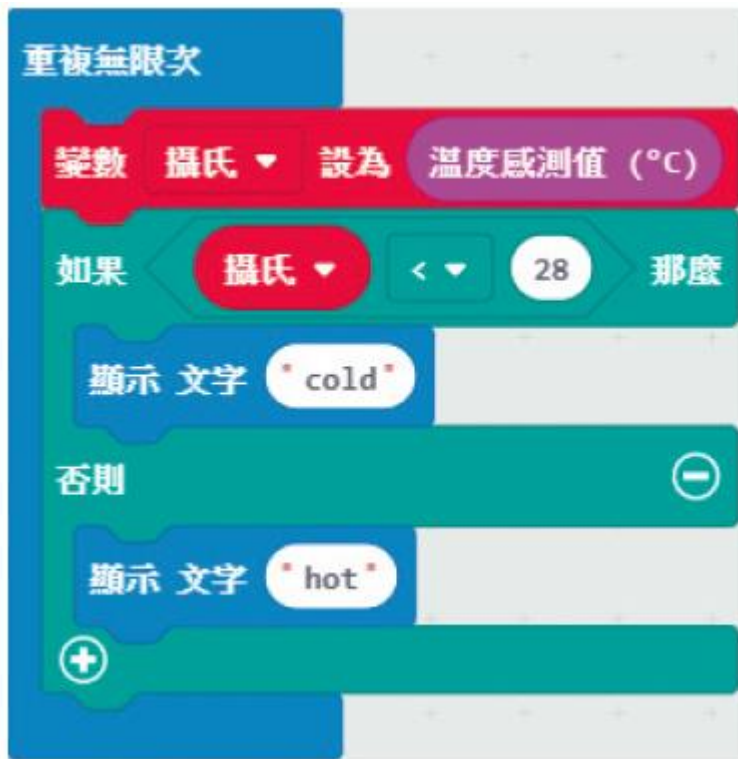 重複無限次
變數 攝氏 設為 溫度感測值 (°C)
如果 攝氏 < 28 那麼
顯示 文字 "cold"
否則
顯示 文字 "hot"